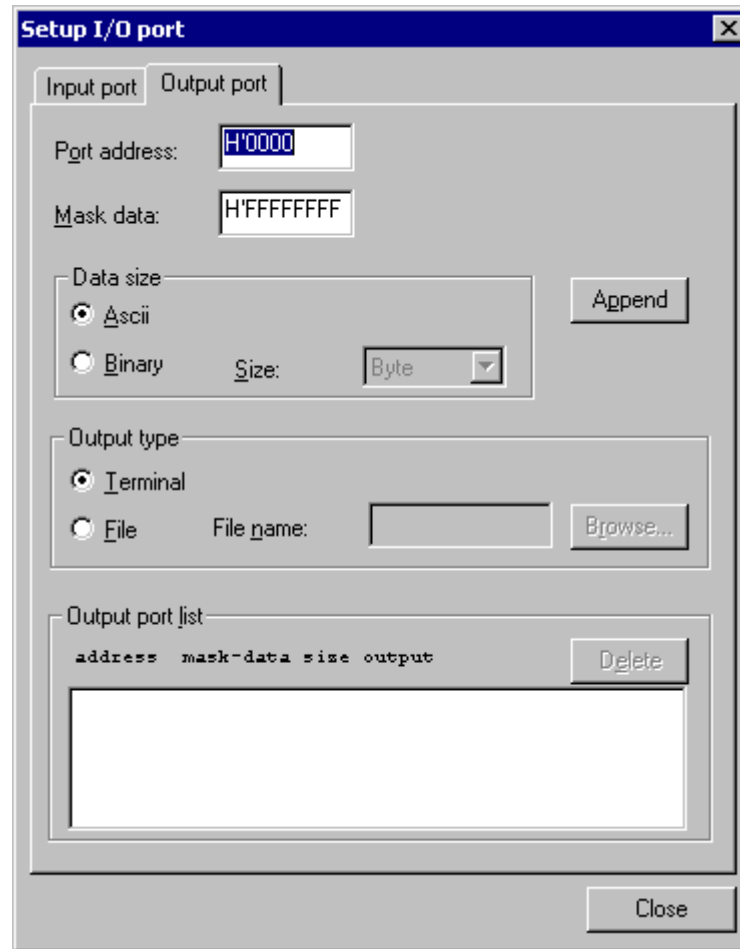 Setup I/O port
Input port Output port
Port address: H'0000
Mask data: H'FFFFFFFF
Data size
Ascii
Append
Binary Size: Byte
Output type
Terminal
File File name: Browse...
Output port list
address mask-data size output
Delete
Close